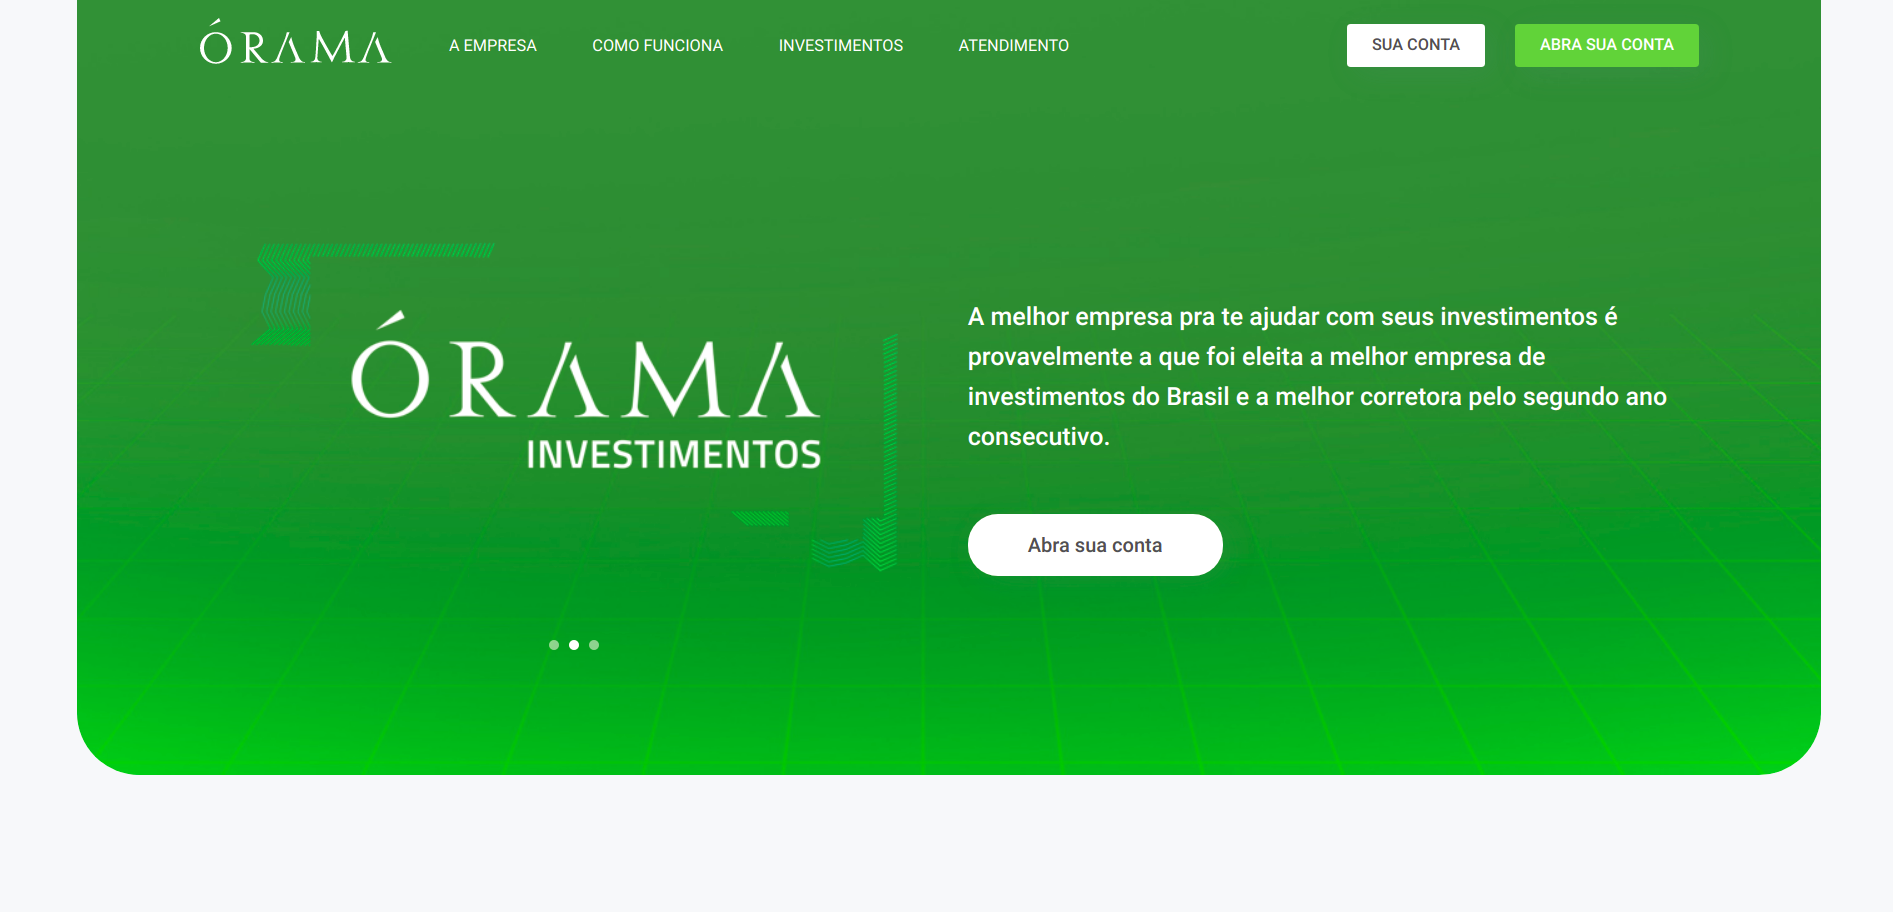 ÓRAMA
A EMPRESA
COMO FUNCIONA
INVESTIMENTOS
ATENDIMENTO
SUA CONTA
ABRA SUA CONTA
ÓRAMA
INVESTIMENTOS
A melhor empresa pra te ajudar com seus investimentos é
provavelmente a que foi eleita a melhor empresa de
investimentos do Brasil e a melhor corretora pelo segundo ano
consecutivo.
Abra sua conta